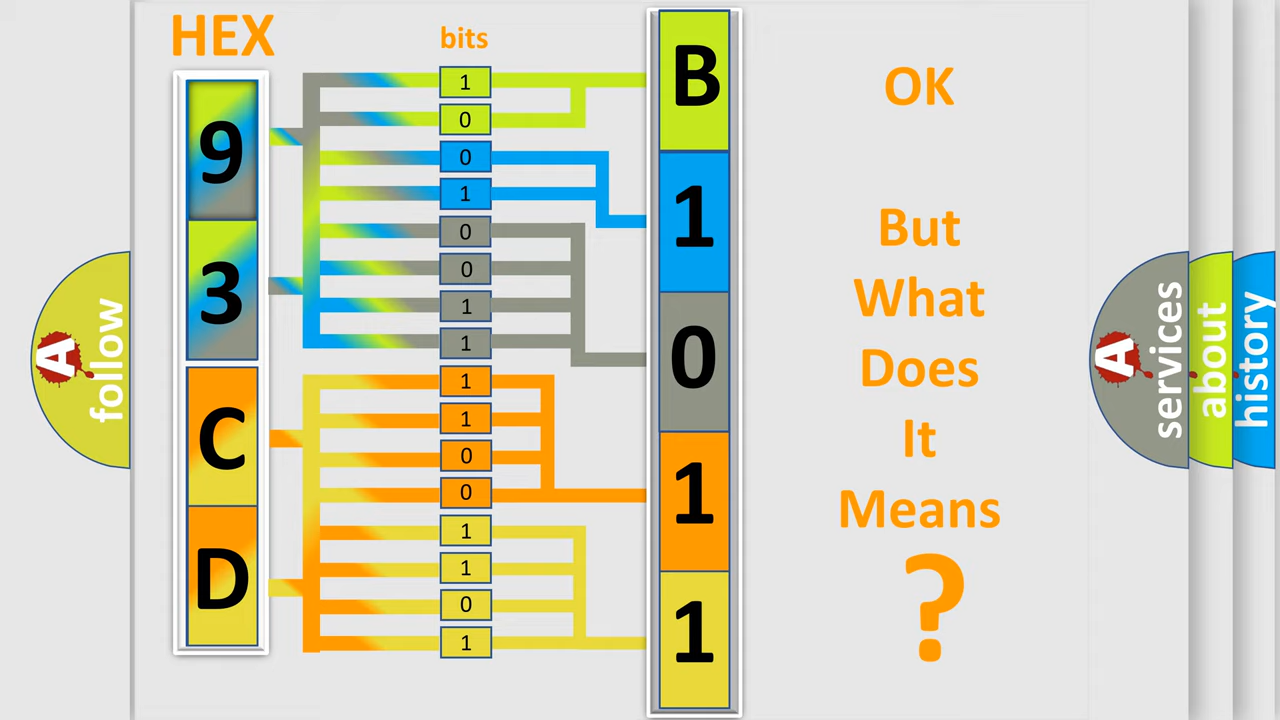 HEX
bits
9
3
C
D
1
0
0
1
0
0
1
1
1
1
0
0
1
1
0
1
B
1
0
1
1
OK
But
What
Does
It
Means
?
A
follow
A
services
about
history